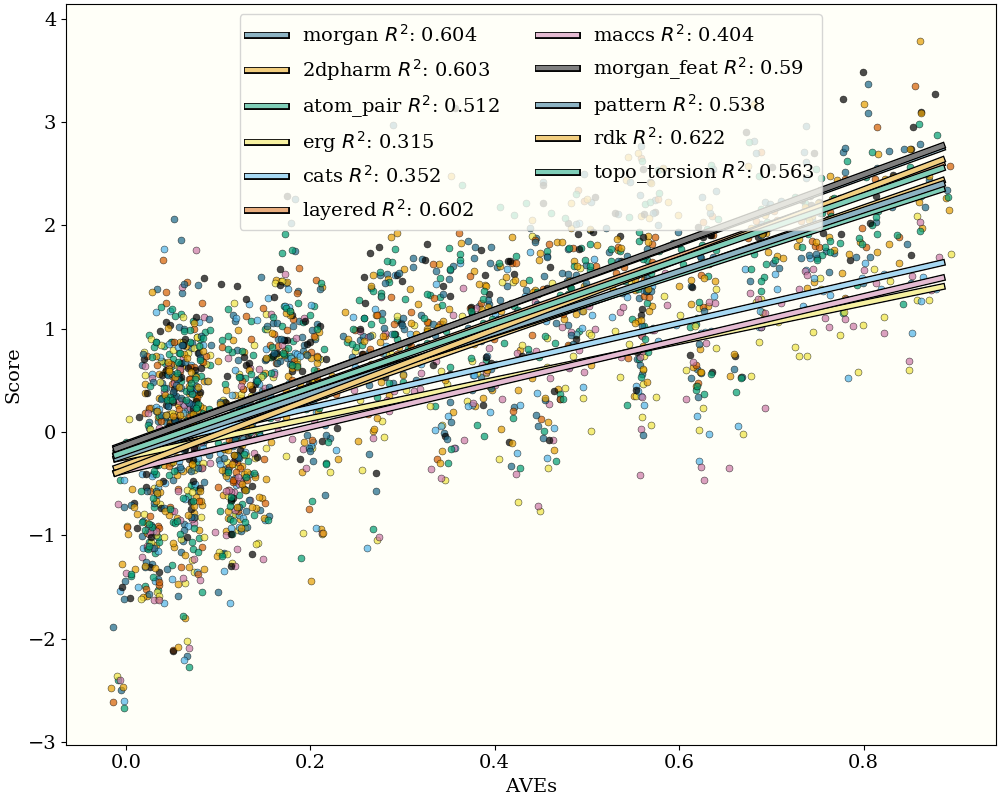 morgan R²: 0.604
2dpharm R²: 0.603
atom_pair R²: 0.512
erg R²: 0.315
cats R²: 0.352
layered R²: 0.602
maccs R²: 0.404
morgan_feat R²: 0.59
pattern R²: 0.538
rdk R²: 0.622
topo_torsion R²: 0.563
Score
4
3
2
1
0
−1
−2
−3
0.0 0.2 0.4 0.6 0.8
AVEs